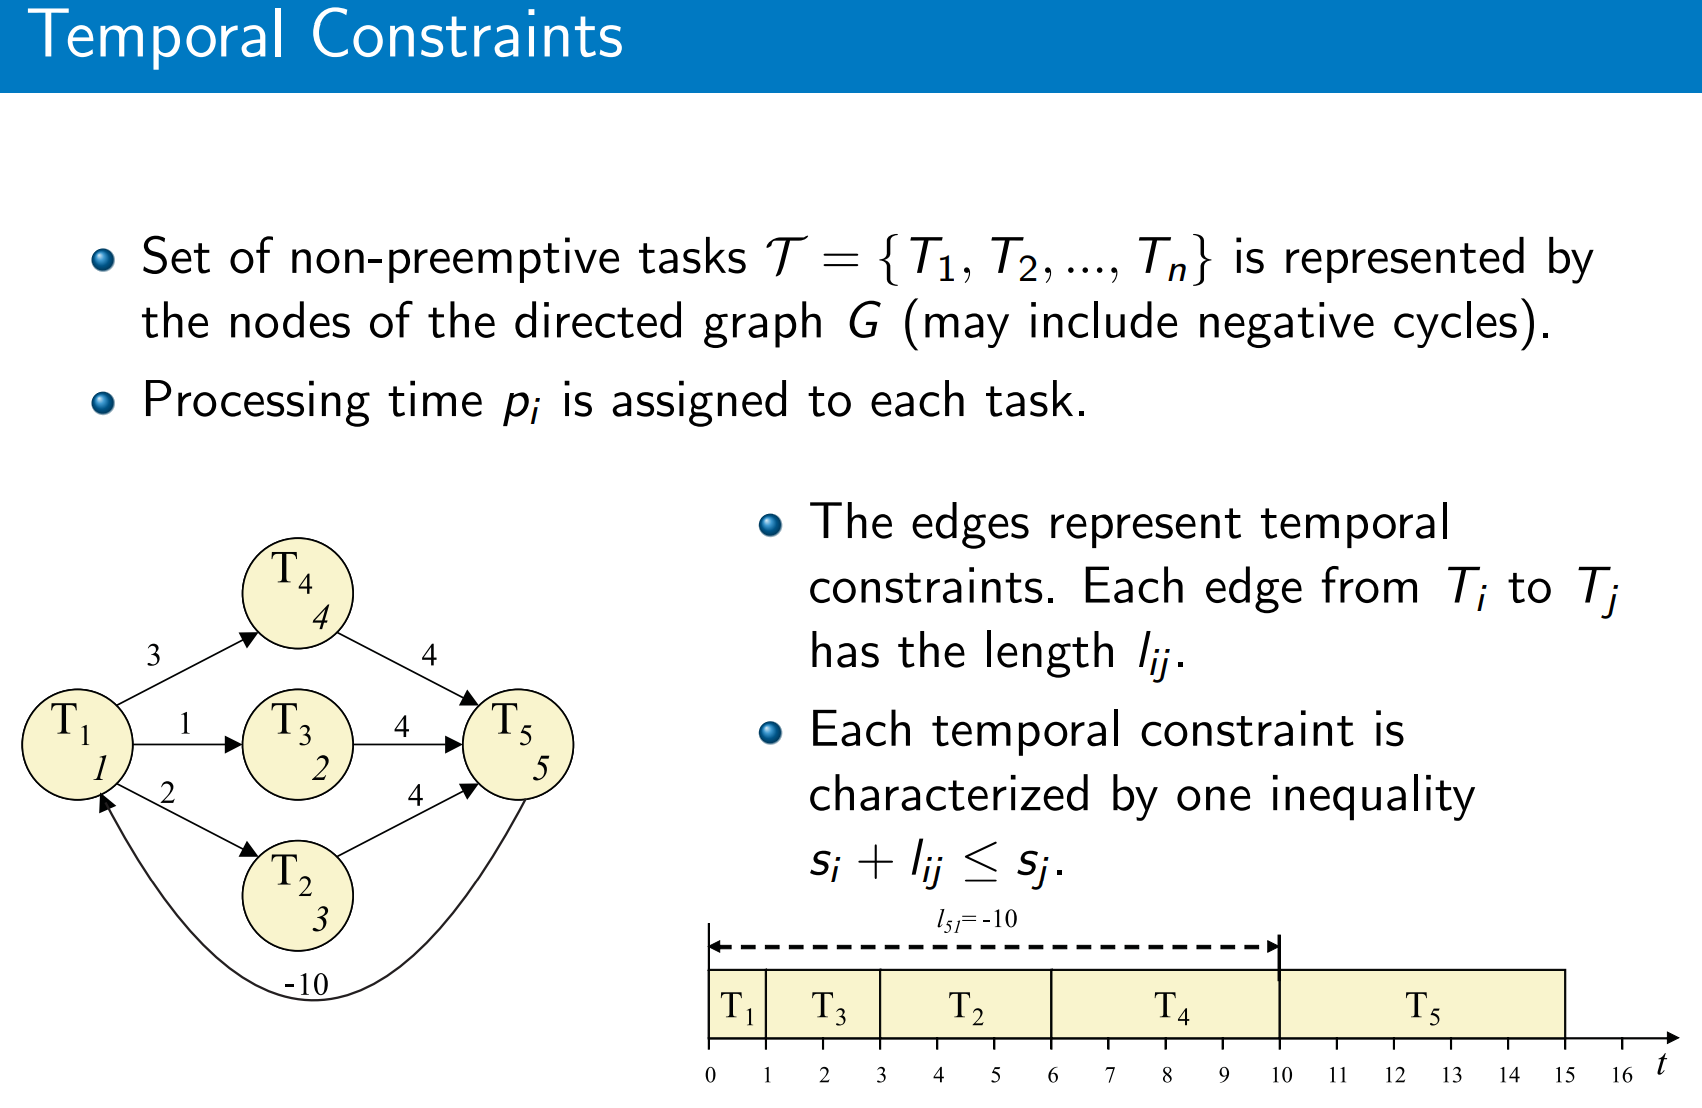 Temporal Constraints
Set of non-preemptive tasks 𝒯 = {T₁, T₂, ..., Tₙ} is represented by
the nodes of the directed graph G (may include negative cycles).
Processing time pᵢ is assigned to each task.
The edges represent temporal
constraints. Each edge from Tᵢ to Tⱼ
has the length lᵢⱼ.
Each temporal constraint is
characterized by one inequality
sᵢ + lᵢⱼ ≤ sⱼ.
T₄
4
3
4
T₁
1
1
T₃
2
4
T₅
5
2
4
T₂
3
-10
l₅₁= -10
T₁ T₃ T₂ T₄ T₅
0 1 2 3 4 5 6 7 8 9 10 11 12 13 14 15 16 t